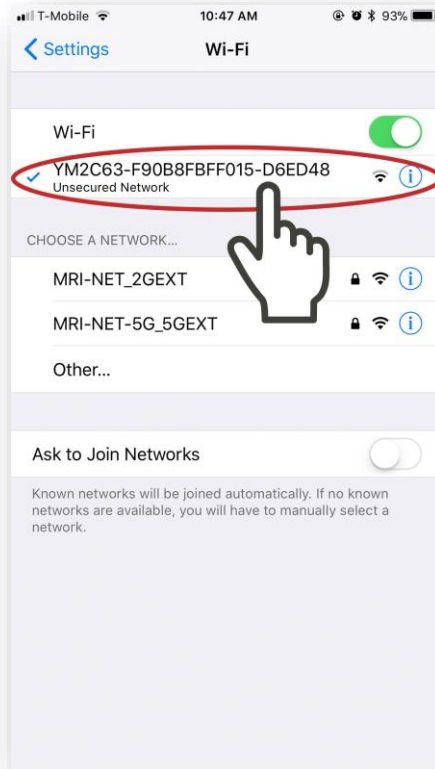 T-Mobile 10:47 AM 93%
Settings Wi-Fi
Wi-Fi
YM2C63-F90B8FBFF015-D6ED48
Unsecured Network
CHOOSE A NETWORK...
MRI-NET_2GEXT
MRI-NET-5G_5GEXT
Other...
Ask to Join Networks
Known networks will be joined automatically. If no known
networks are available, you will have to manually select a
network.